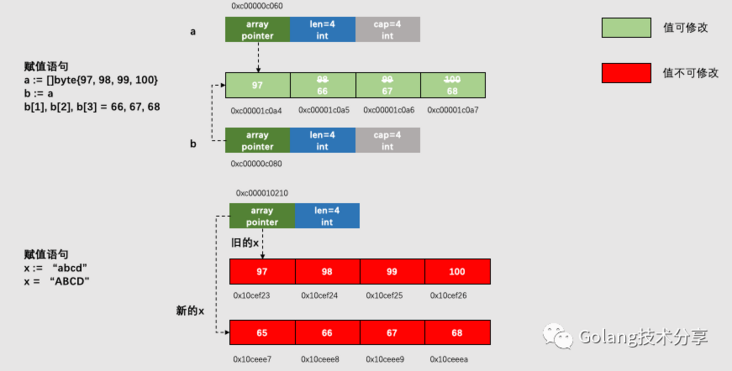 0xc00000c060
a
array pointer
len=4 int
cap=4 int
值可修改
值不可修改
赋值语句
a := []byte{97, 98, 99, 100}
b := a
b[1], b[2], b[3] = 66, 67, 68
97
98 66
99 67
100 68
0xc00001c0a4
0xc00001c0a5
0xc00001c0a6
0xc00001c0a7
b
array pointer
len=4 int
cap=4 int
0xc00000c080
0xc000010210
array pointer
len=4 int
旧的x
赋值语句
x := “abcd”
x = “ABCD”
97
98
99
100
0x10cef23
0x10cef24
0x10cef25
0x10cef26
新的x
65
66
67
68
0x10ceee7
0x10ceee8
0x10ceee9
0x10ceeea
Golang技术分享